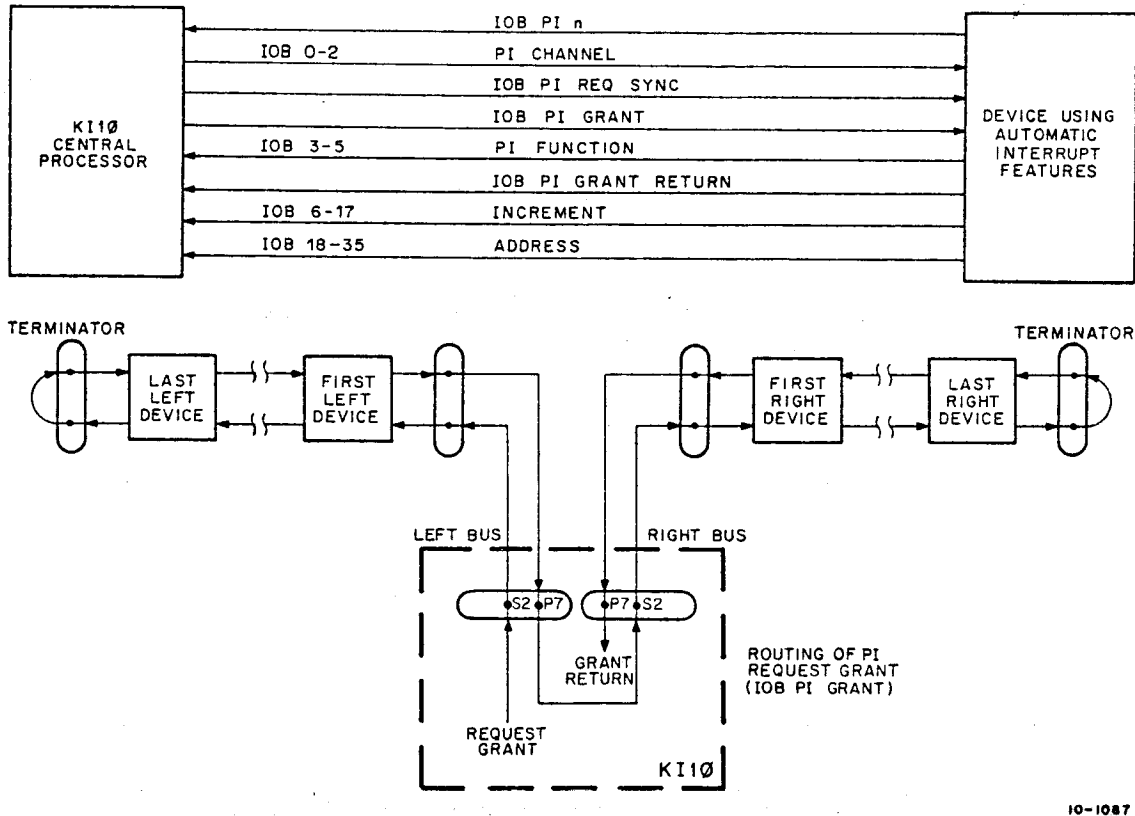 IOB PI n
IOB 0-2 PI CHANNEL
IOB PI REQ SYNC
IOB PI GRANT
IOB 3-5 PI FUNCTION
IOB PI GRANT RETURN
IOB 6-17 INCREMENT
IOB 18-35 ADDRESS
KI1Ø
CENTRAL
PROCESSOR
DEVICE USING
AUTOMATIC
INTERRUPT
FEATURES
TERMINATOR
TERMINATOR
LAST
LEFT
DEVICE
FIRST
LEFT
DEVICE
FIRST
RIGHT
DEVICE
LAST
RIGHT
DEVICE
LEFT BUS
RIGHT BUS
S2 P7
P7 S2
GRANT
RETURN
REQUEST
GRANT
ROUTING OF PI
REQUEST GRANT
(IOB PI GRANT)
KI1Ø
10-1087